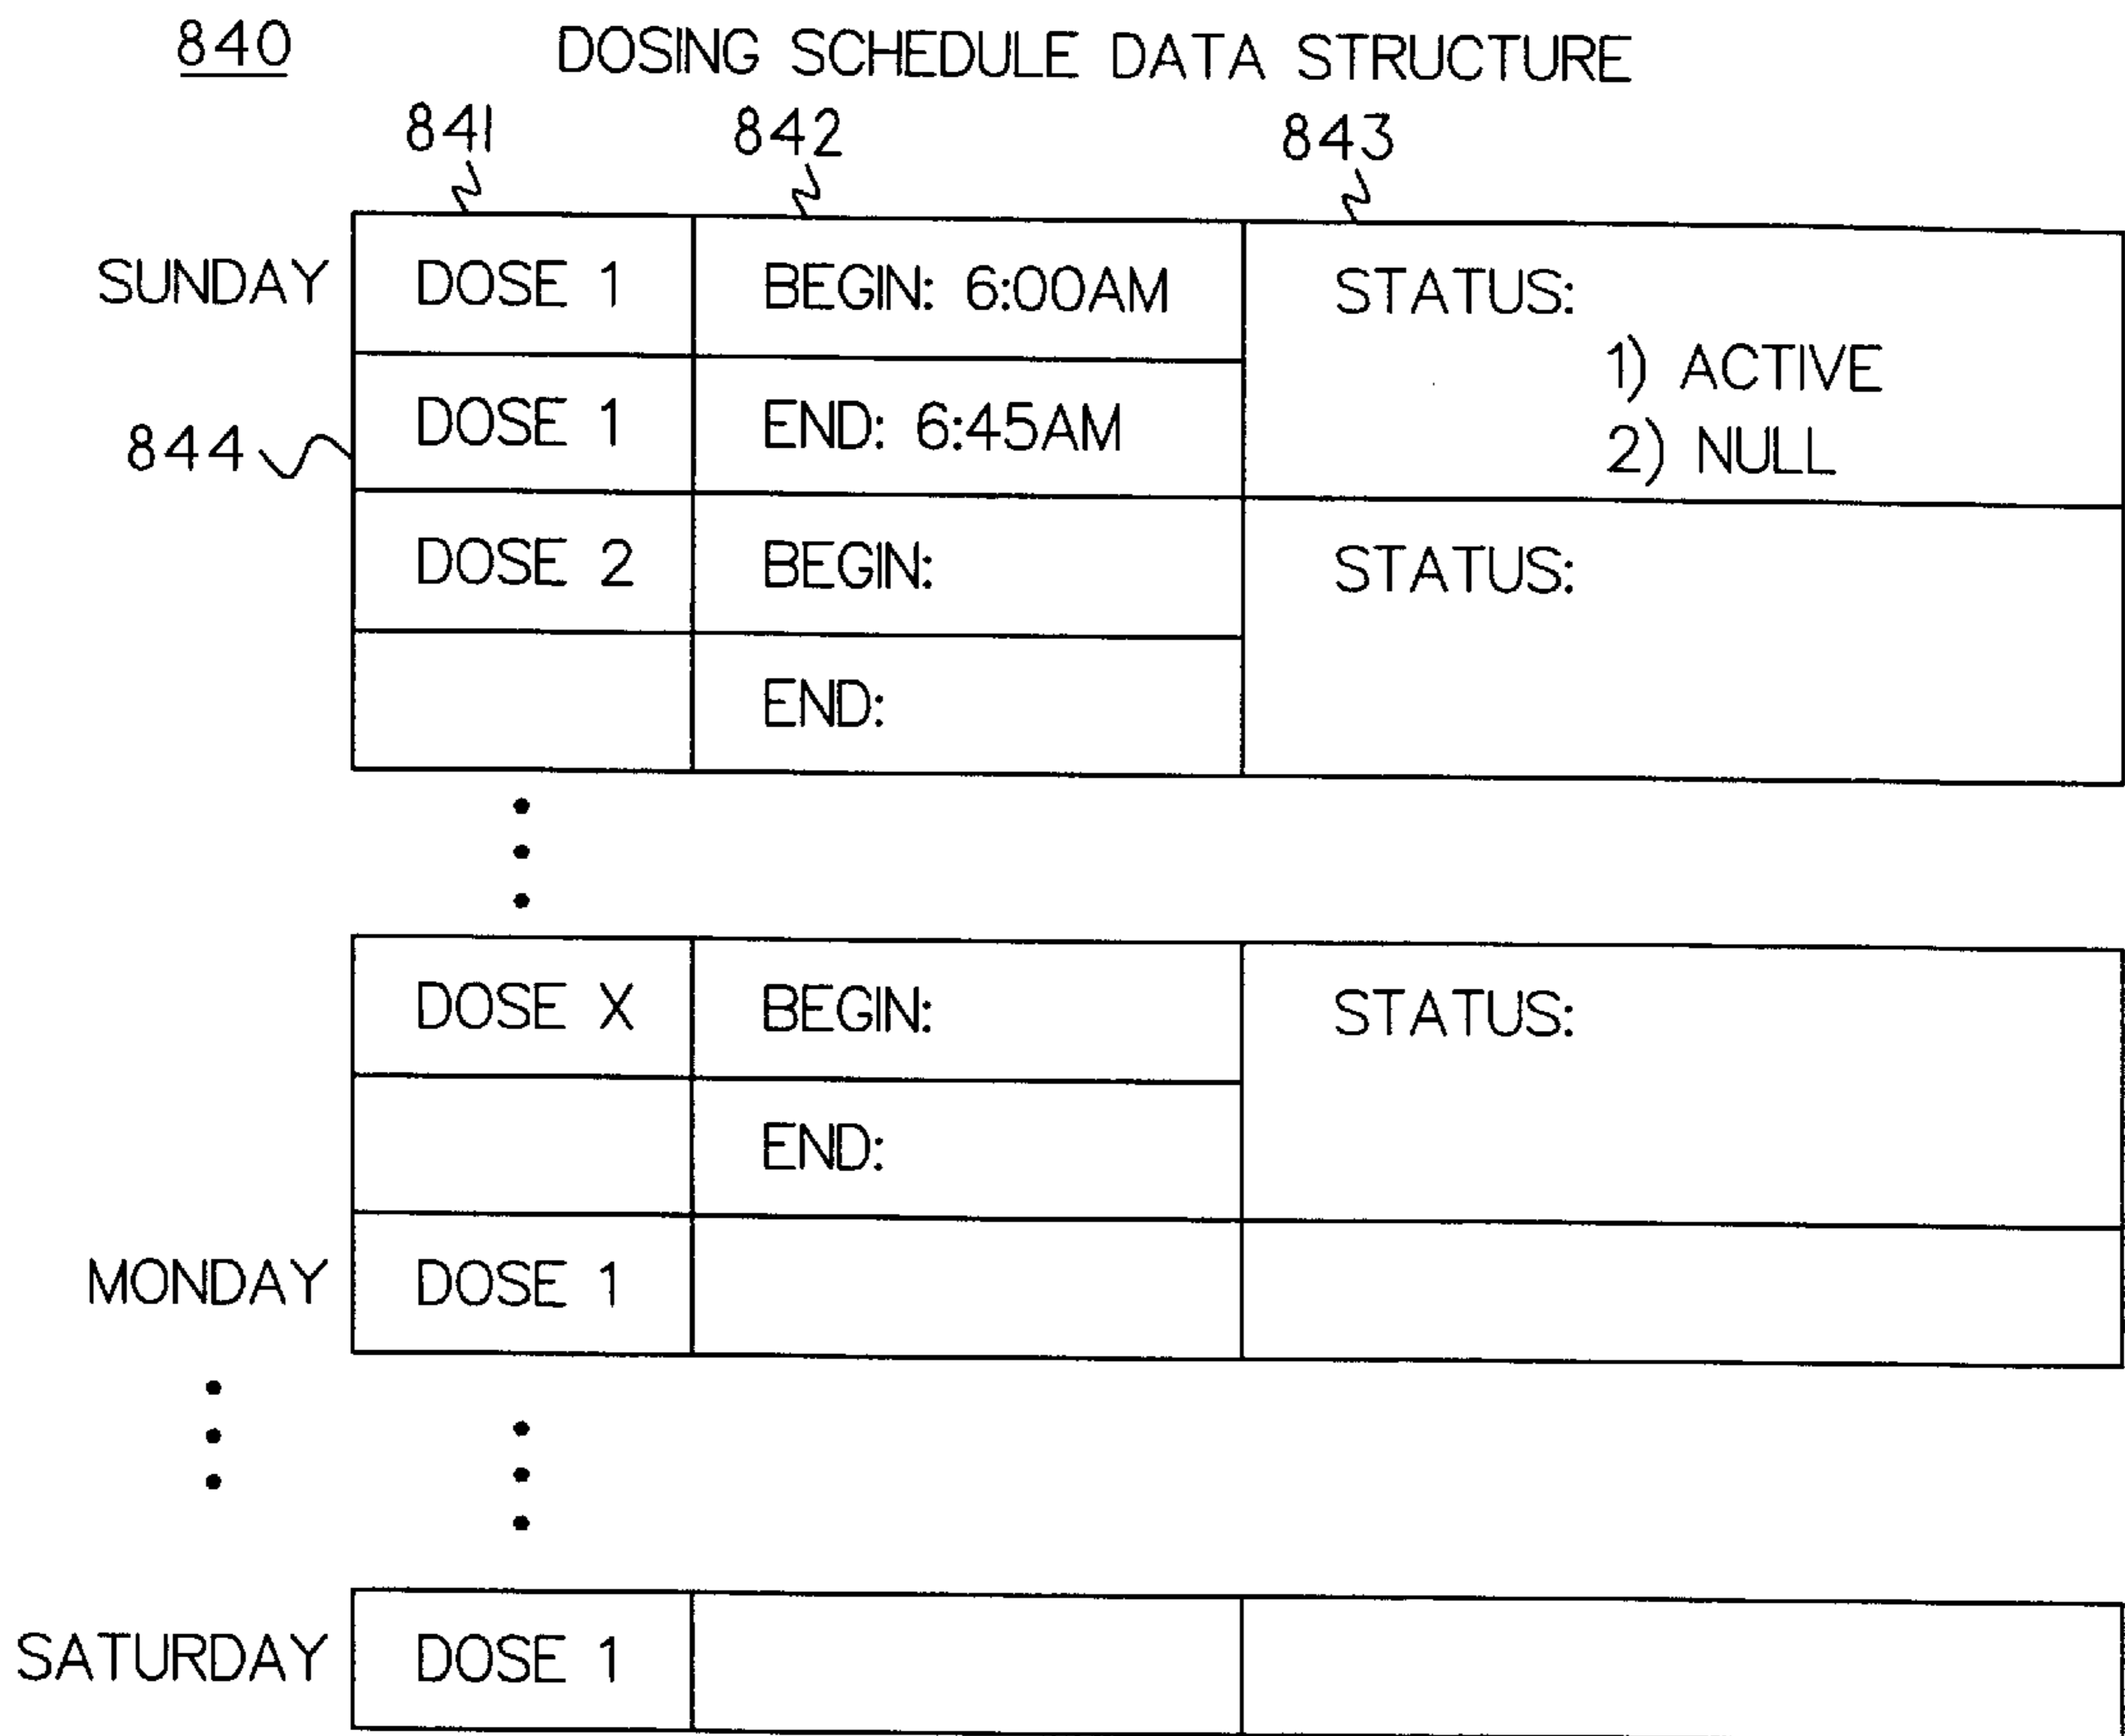 840 DOSING SCHEDULE DATA STRUCTURE
841 842 843
SUNDAY DOSE 1 BEGIN: 6:00AM STATUS:
1) ACTIVE
844 DOSE 1 END: 6:45AM
2) NULL
DOSE 2 BEGIN: STATUS:
END:
DOSE X BEGIN: STATUS:
END:
MONDAY DOSE 1
SATURDAY DOSE 1